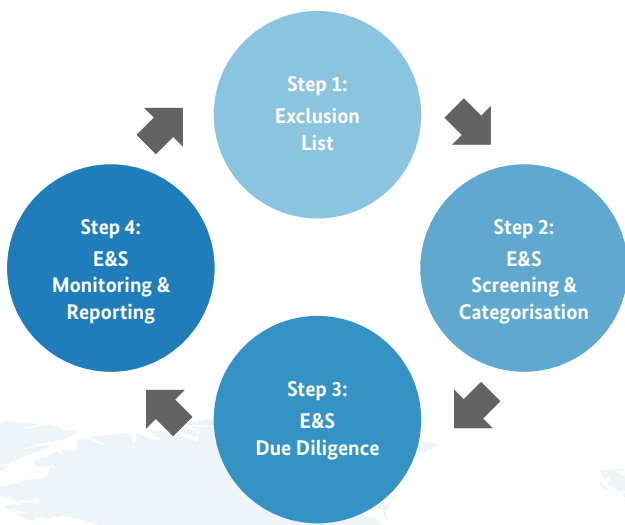 Step 1:
Exclusion
List
Step 2:
E&S
Screening &
Categorisation
Step 3:
E&S
Due Diligence
Step 4:
E&S
Monitoring &
Reporting